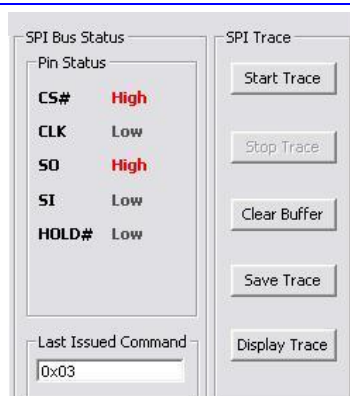 SPI Bus Status
Pin Status
CS# High
CLK Low
SO High
SI Low
HOLD# Low
Last Issued Command
0x03
SPI Trace
Start Trace
Stop Trace
Clear Buffer
Save Trace
Display Trace